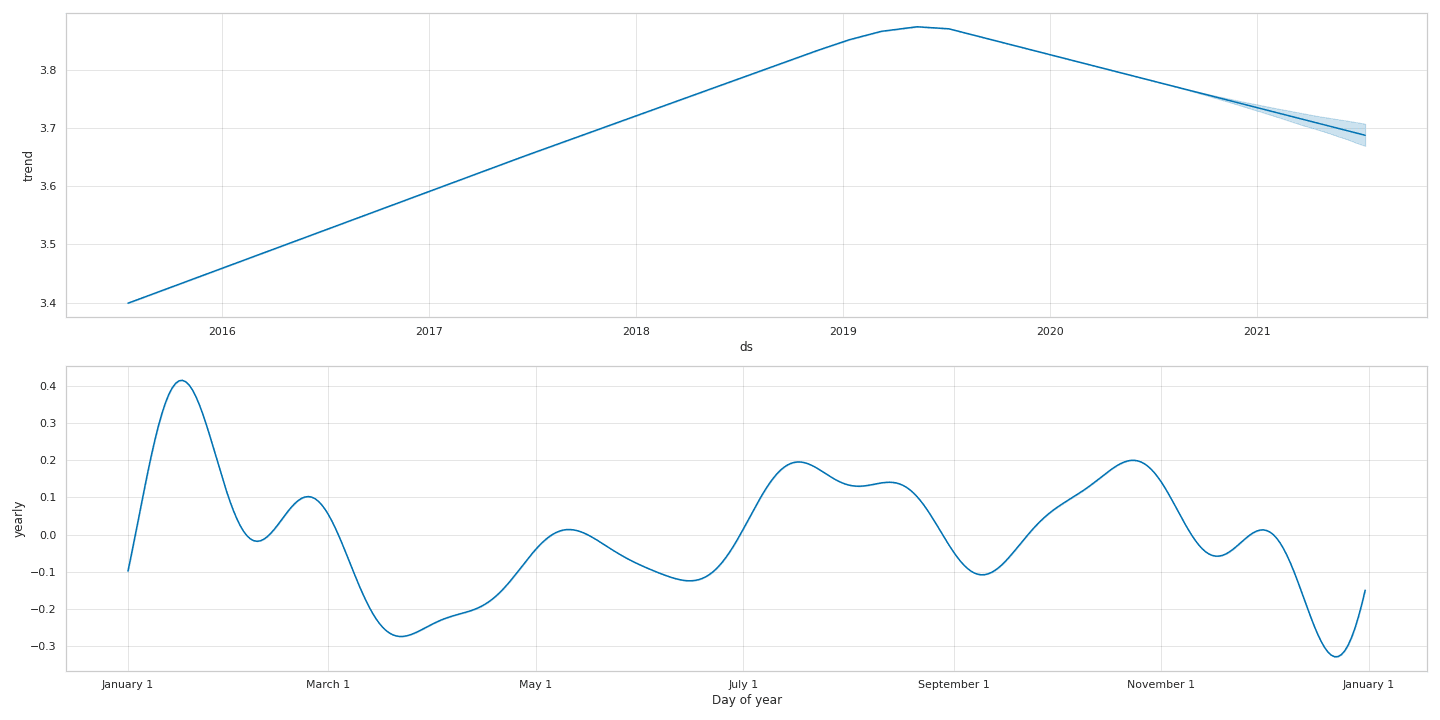 3.8
3.7
3.6
3.5
3.4
trend
2016 2017 2018 2019 2020 2021
ds
0.4
0.3
0.2
0.1
0.0
−0.1
−0.2
−0.3
yearly
January 1 March 1 May 1 July 1 September 1 November 1 January 1
Day of year